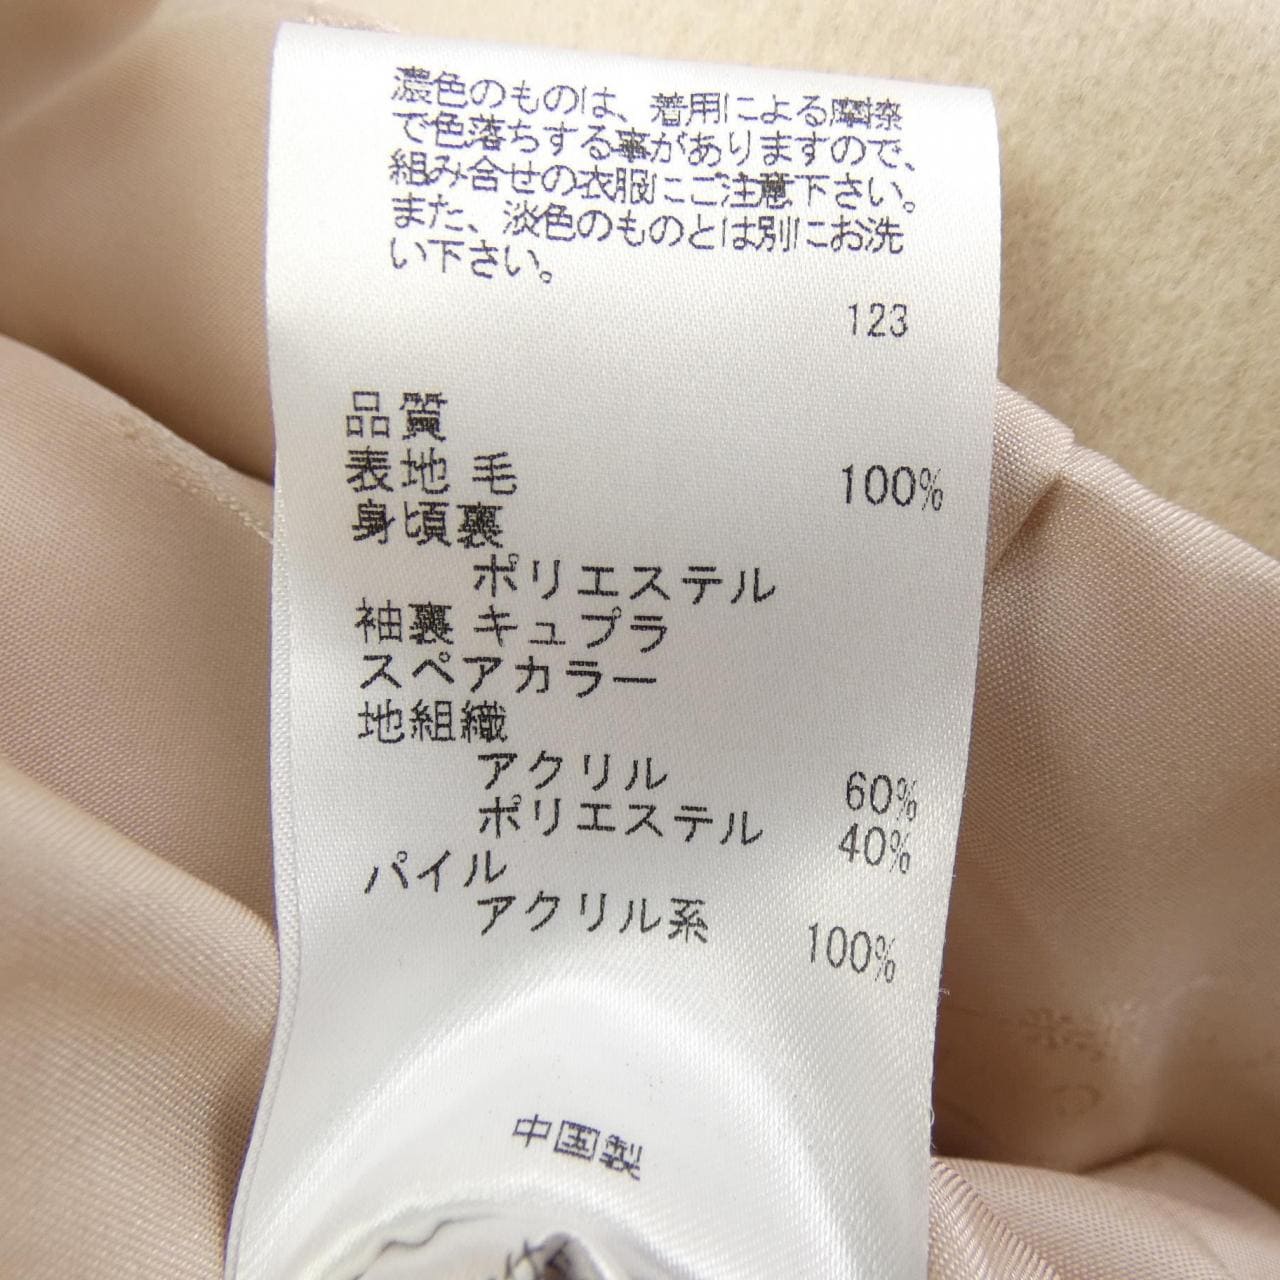 濃色のものは、着用による摩擦
で色落ちする事がありますので、
組み合せの衣服にご注意下さい。
また、淡色のものとは別にお洗
い下さい。
123
品質
表地 毛 100%
身頃裏
ポリエステル
袖裏 キュプラ
スペアカラー
地組織
アクリル 60%
ポリエステル 40%
パイル
アクリル系 100%
中国製